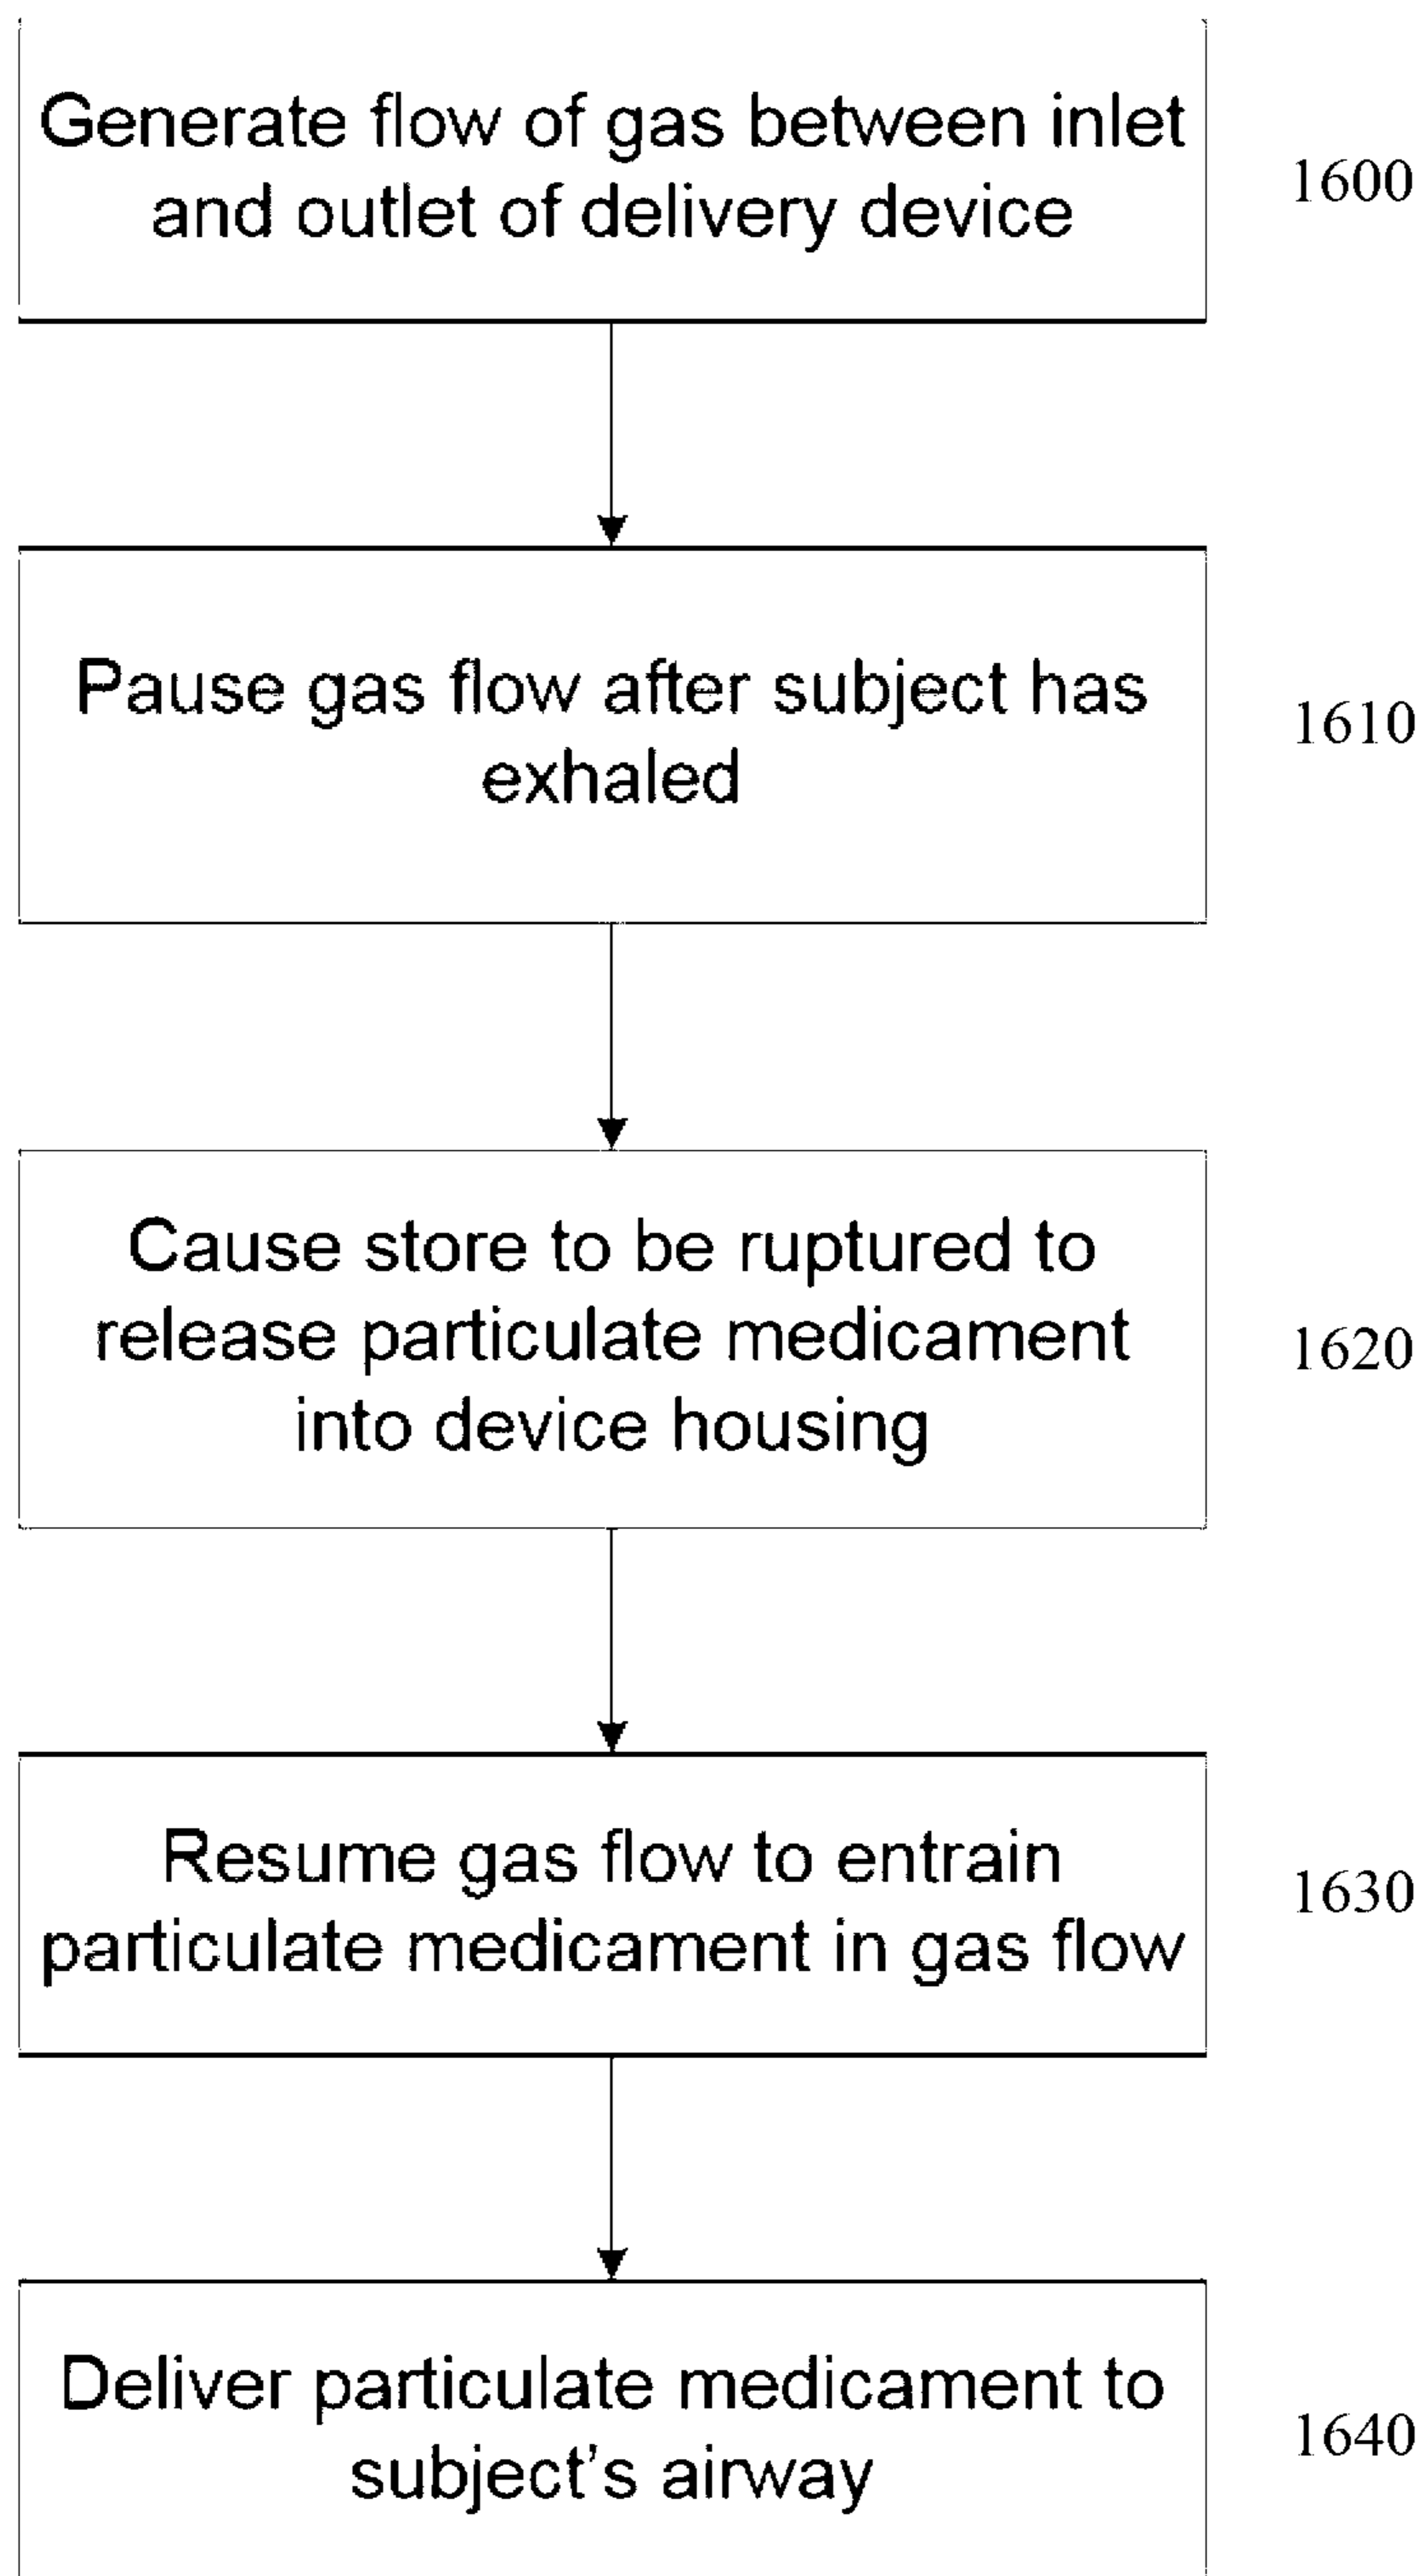 Generate flow of gas between inlet
and outlet of delivery device
1600
Pause gas flow after subject has
exhaled
1610
Cause store to be ruptured to
release particulate medicament
into device housing
1620
Resume gas flow to entrain
particulate medicament in gas flow
1630
Deliver particulate medicament to
subject's airway
1640